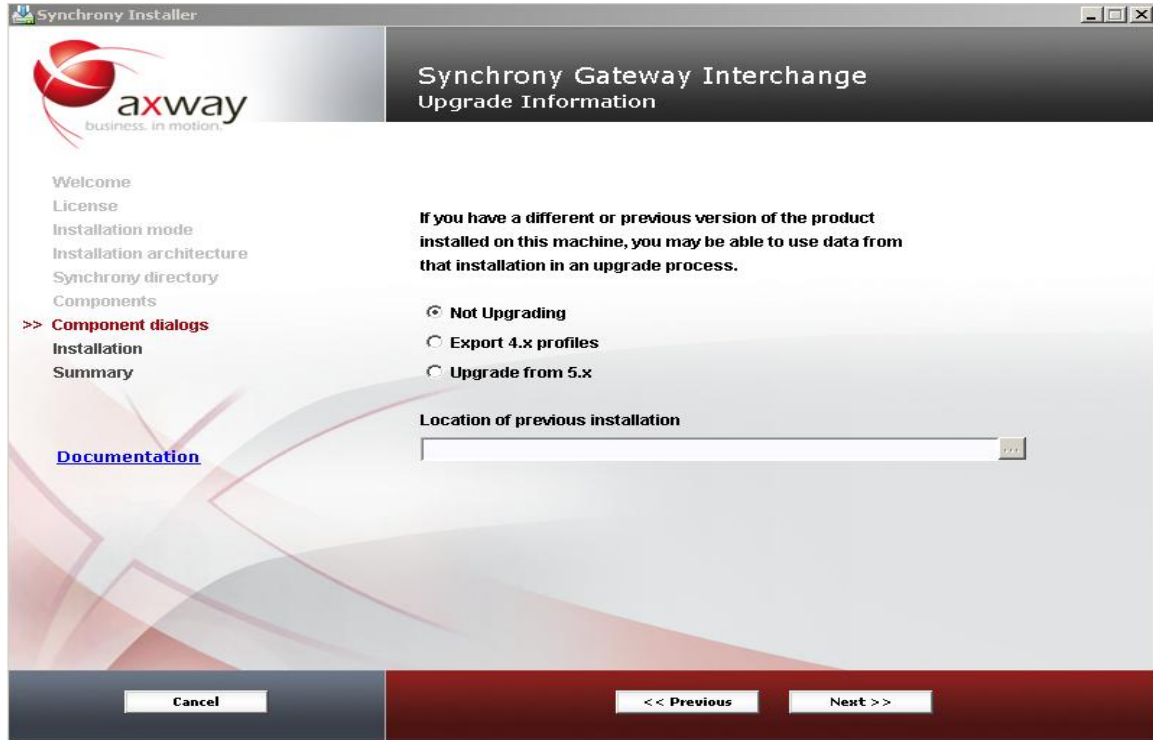 Synchrony Installer
axway
business. in motion.
Synchrony Gateway Interchange
Upgrade Information
Welcome
License
Installation mode
Installation architecture
Synchrony directory
Components
>> Component dialogs
Installation
Summary
Documentation
If you have a different or previous version of the product
installed on this machine, you may be able to use data from
that installation in an upgrade process.
Not Upgrading
Export 4.x profiles
Upgrade from 5.x
Location of previous installation
...
Cancel
<< Previous
Next >>